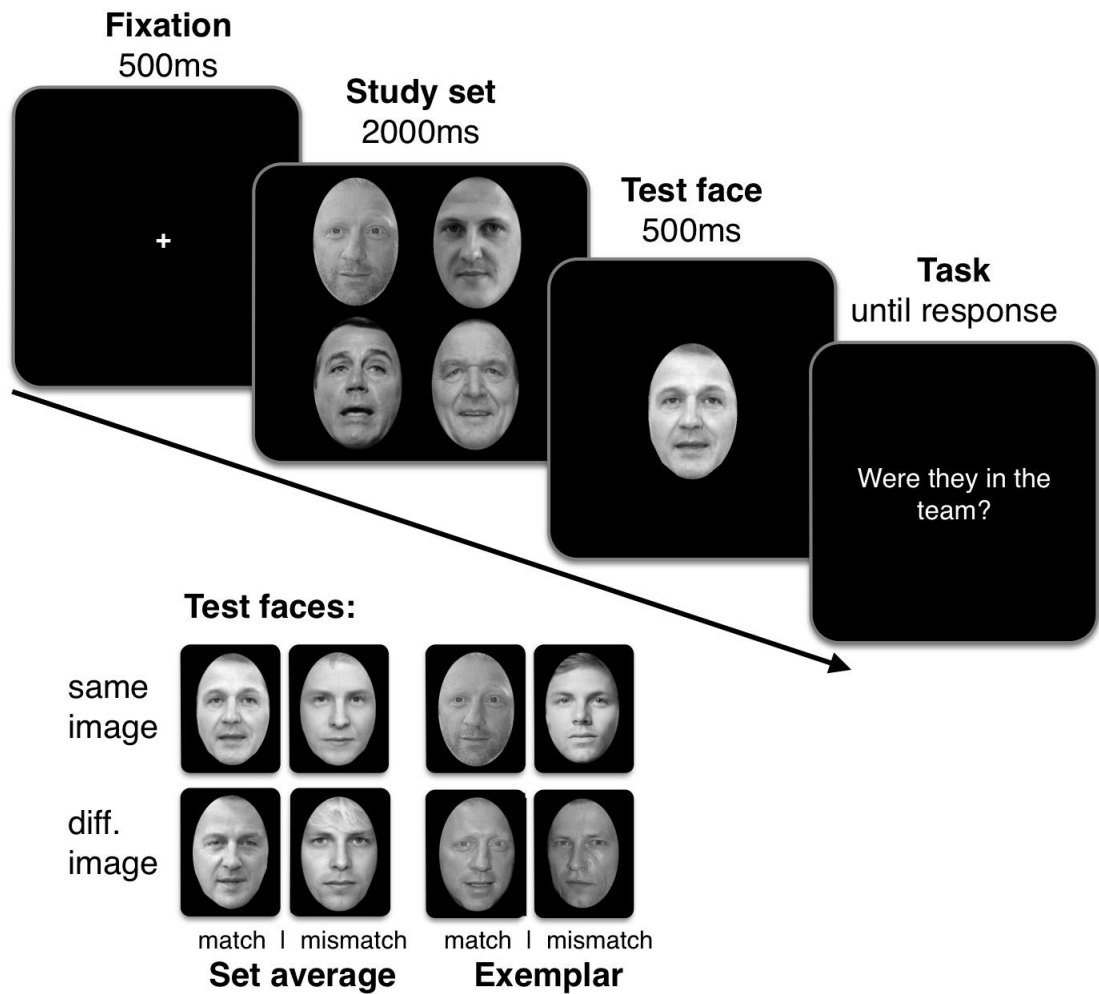 Fixation
500ms
Study set
2000ms
Test face
500ms
Task
until response
+
Were they in the
team?
Test faces:
same
image
diff.
image
match | mismatch
match | mismatch
Set average
Exemplar